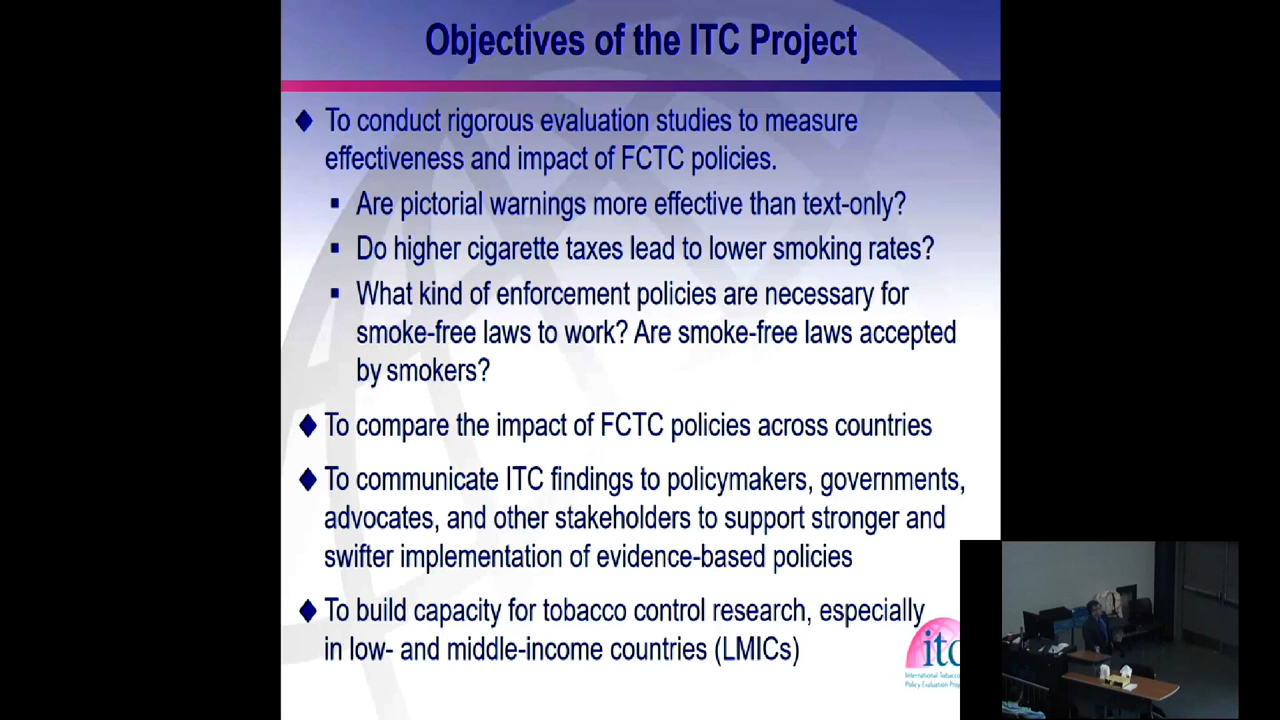 Objectives of the ITC Project
To conduct rigorous evaluation studies to measure
effectiveness and impact of FCTC policies.
Are pictorial warnings more effective than text-only?
Do higher cigarette taxes lead to lower smoking rates?
What kind of enforcement policies are necessary for
smoke-free laws to work? Are smoke-free laws accepted
by smokers?
To compare the impact of FCTC policies across countries
To communicate ITC findings to policymakers, governments,
advocates, and other stakeholders to support stronger and
swifter implementation of evidence-based policies
To build capacity for tobacco control research, especially
in low- and middle-income countries (LMICs)
itc
International Tobacco
Policy Evaluation